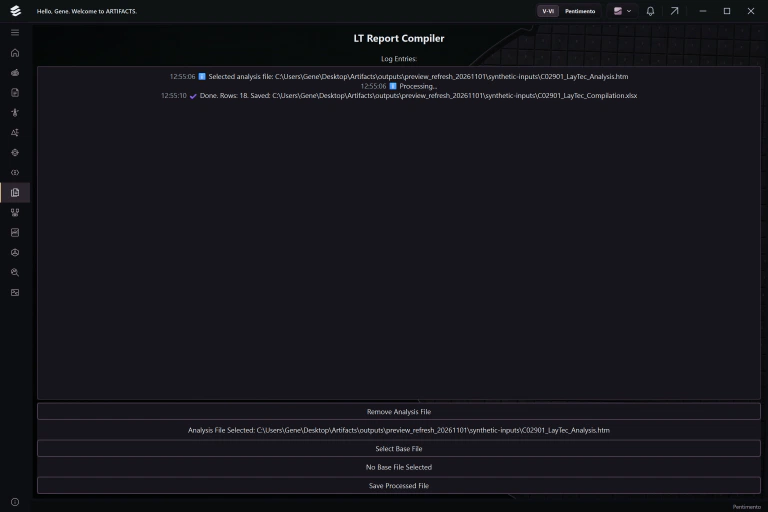 Hello, Gene. Welcome to ARTIFACTS.
V-VI
Pentimento
LT Report Compiler
Log Entries:
12:55:06 Selected analysis file: C:\Users\Gene\Desktop\Artifacts\outputs\preview_refresh_20261101\synthetic-inputs\C02901_LayTec_Analysis.htm
12:55:06 Processing...
12:55:10 Done. Rows: 18. Saved: C:\Users\Gene\Desktop\Artifacts\outputs\preview_refresh_20261101\synthetic-inputs\C02901_LayTec_Compilation.xlsx
Remove Analysis File
Analysis File Selected: C:\Users\Gene\Desktop\Artifacts\outputs\preview_refresh_20261101\synthetic-inputs\C02901_LayTec_Analysis.htm
Select Base File
No Base File Selected
Save Processed File
Pentimento